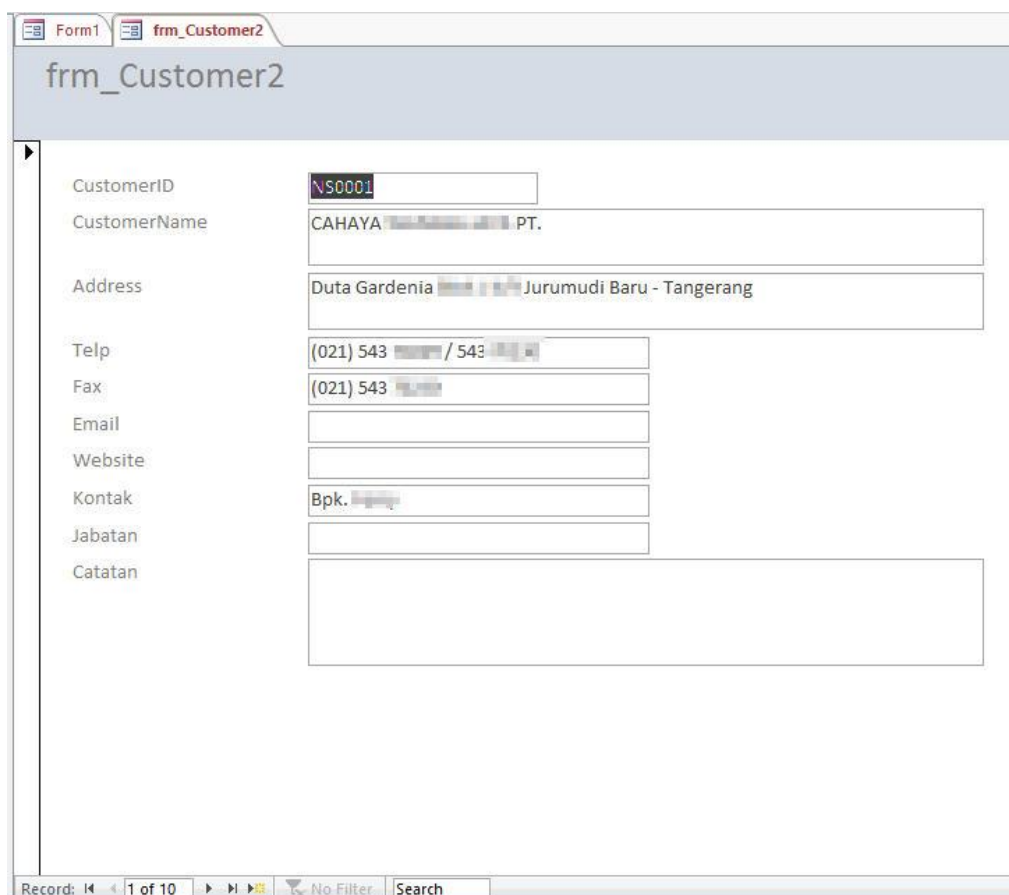 Form1 frm_Customer2
frm_Customer2
CustomerID NS0001
CustomerName CAHAYA PT.
Address Duta Gardenia Jurumudi Baru - Tangerang
Telp (021) 543 / 543
Fax (021) 543
Email
Website
Kontak Bpk.
Jabatan
Catatan
Record: 1 of 10 No Filter Search